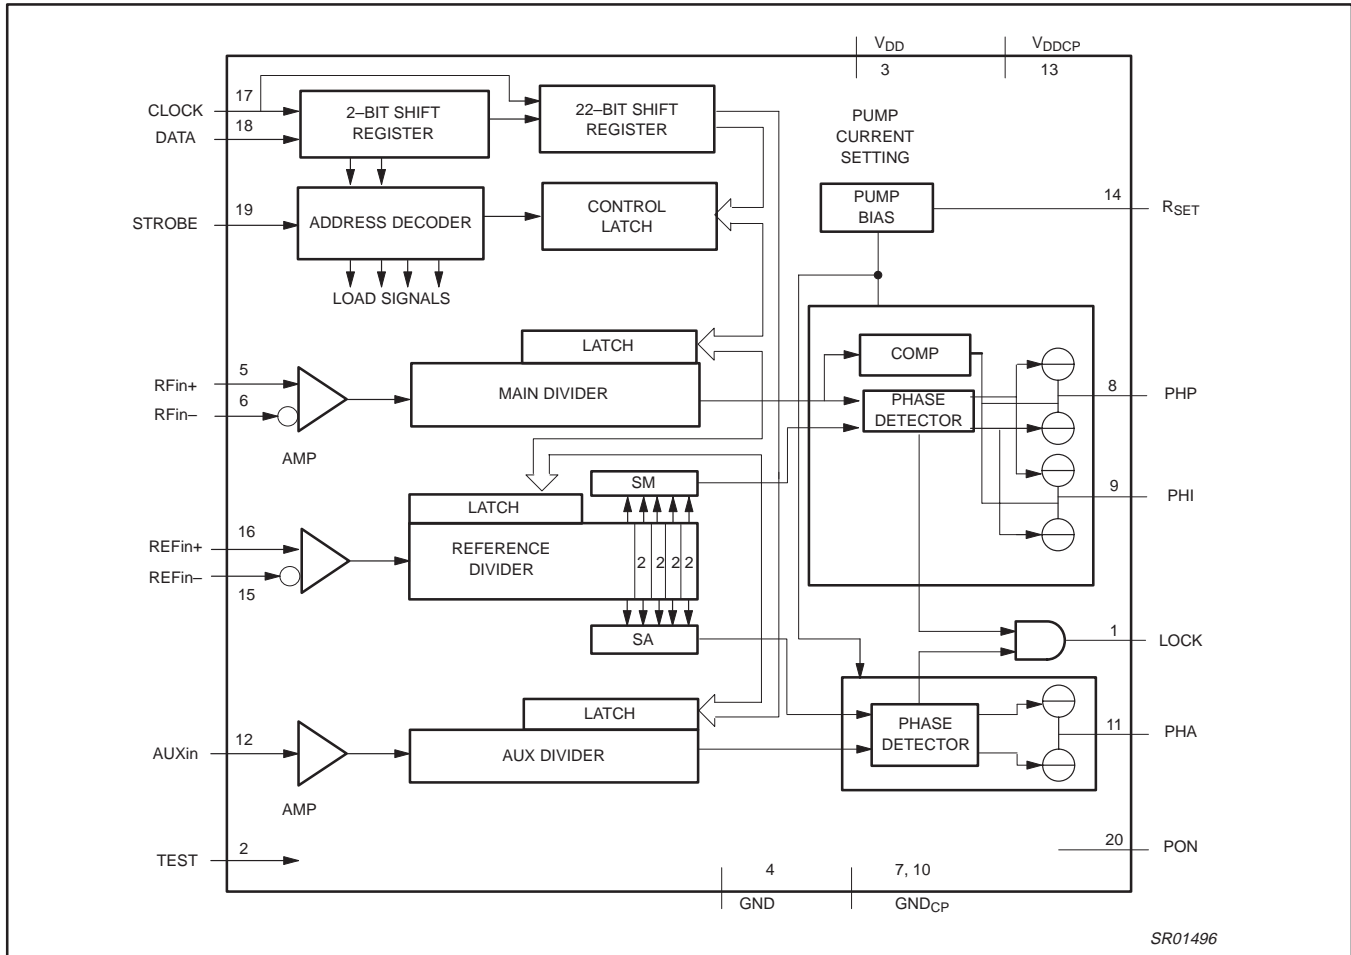 VDD
VDDCP
3
13
CLOCK
17
DATA
18
2–BIT SHIFT
REGISTER
22–BIT SHIFT
REGISTER
PUMP
CURRENT
SETTING
STROBE
19
ADDRESS DECODER
CONTROL
LATCH
PUMP
BIAS
14
RSET
LOAD SIGNALS
LATCH
RFin+
5
RFin–
6
AMP
MAIN DIVIDER
COMP
PHASE
DETECTOR
8
PHP
9
PHI
SM
LATCH
REFin+
16
REFin–
15
REFERENCE
DIVIDER
2
2
2
2
SA
1
LOCK
LATCH
AUXin
12
AMP
AUX DIVIDER
PHASE
DETECTOR
11
PHA
TEST
2
20
PON
4
7, 10
GND
GNDCP
SR01496